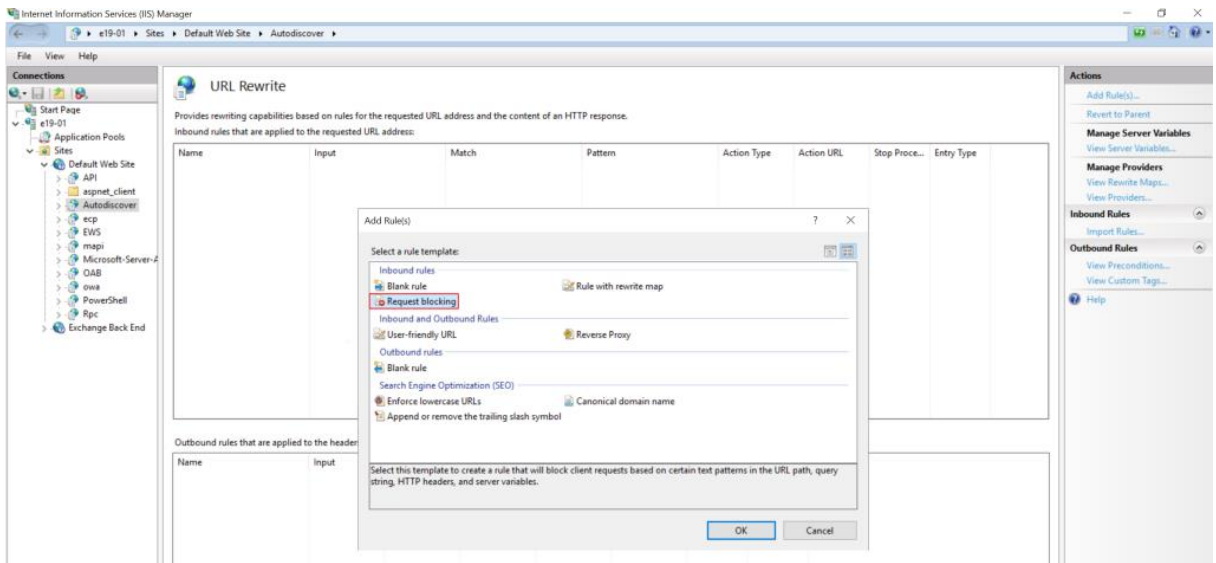 Internet Information Services (IIS) Manager
e19-01 Sites Default Web Site Autodiscover
File View Help
Connections
Start Page
e19-01
Application Pools
Sites
Default Web Site
API
aspnet_client
Autodiscover
ecp
EWS
mapi
Microsoft-Server-A
OAB
owa
PowerShell
Rpc
Exchange Back End
URL Rewrite
Provides rewriting capabilities based on rules for the requested URL address and the content of an HTTP response.
Inbound rules that are applied to the requested URL address:
Name Input Match Pattern Action Type Action URL Stop Proce... Entry Type
Add Rule(s)
Select a rule template:
Inbound rules
Blank rule Rule with rewrite map
Request blocking
Inbound and Outbound Rules
User-friendly URL Reverse Proxy
Outbound rules
Blank rule
Search Engine Optimization (SEO)
Enforce lowercase URLs Canonical domain name
Append or remove the trailing slash symbol
Select this template to create a rule that will block client requests based on certain text patterns in the URL path, query
string, HTTP headers, and server variables.
OK Cancel
Outbound rules that are applied to the header
Name Input
Actions
Add Rule(s)...
Revert to Parent
Manage Server Variables
View Server Variables...
Manage Providers
View Rewrite Maps...
View Providers...
Inbound Rules
Import Rules...
Outbound Rules
View Preconditions...
View Custom Tags...
Help